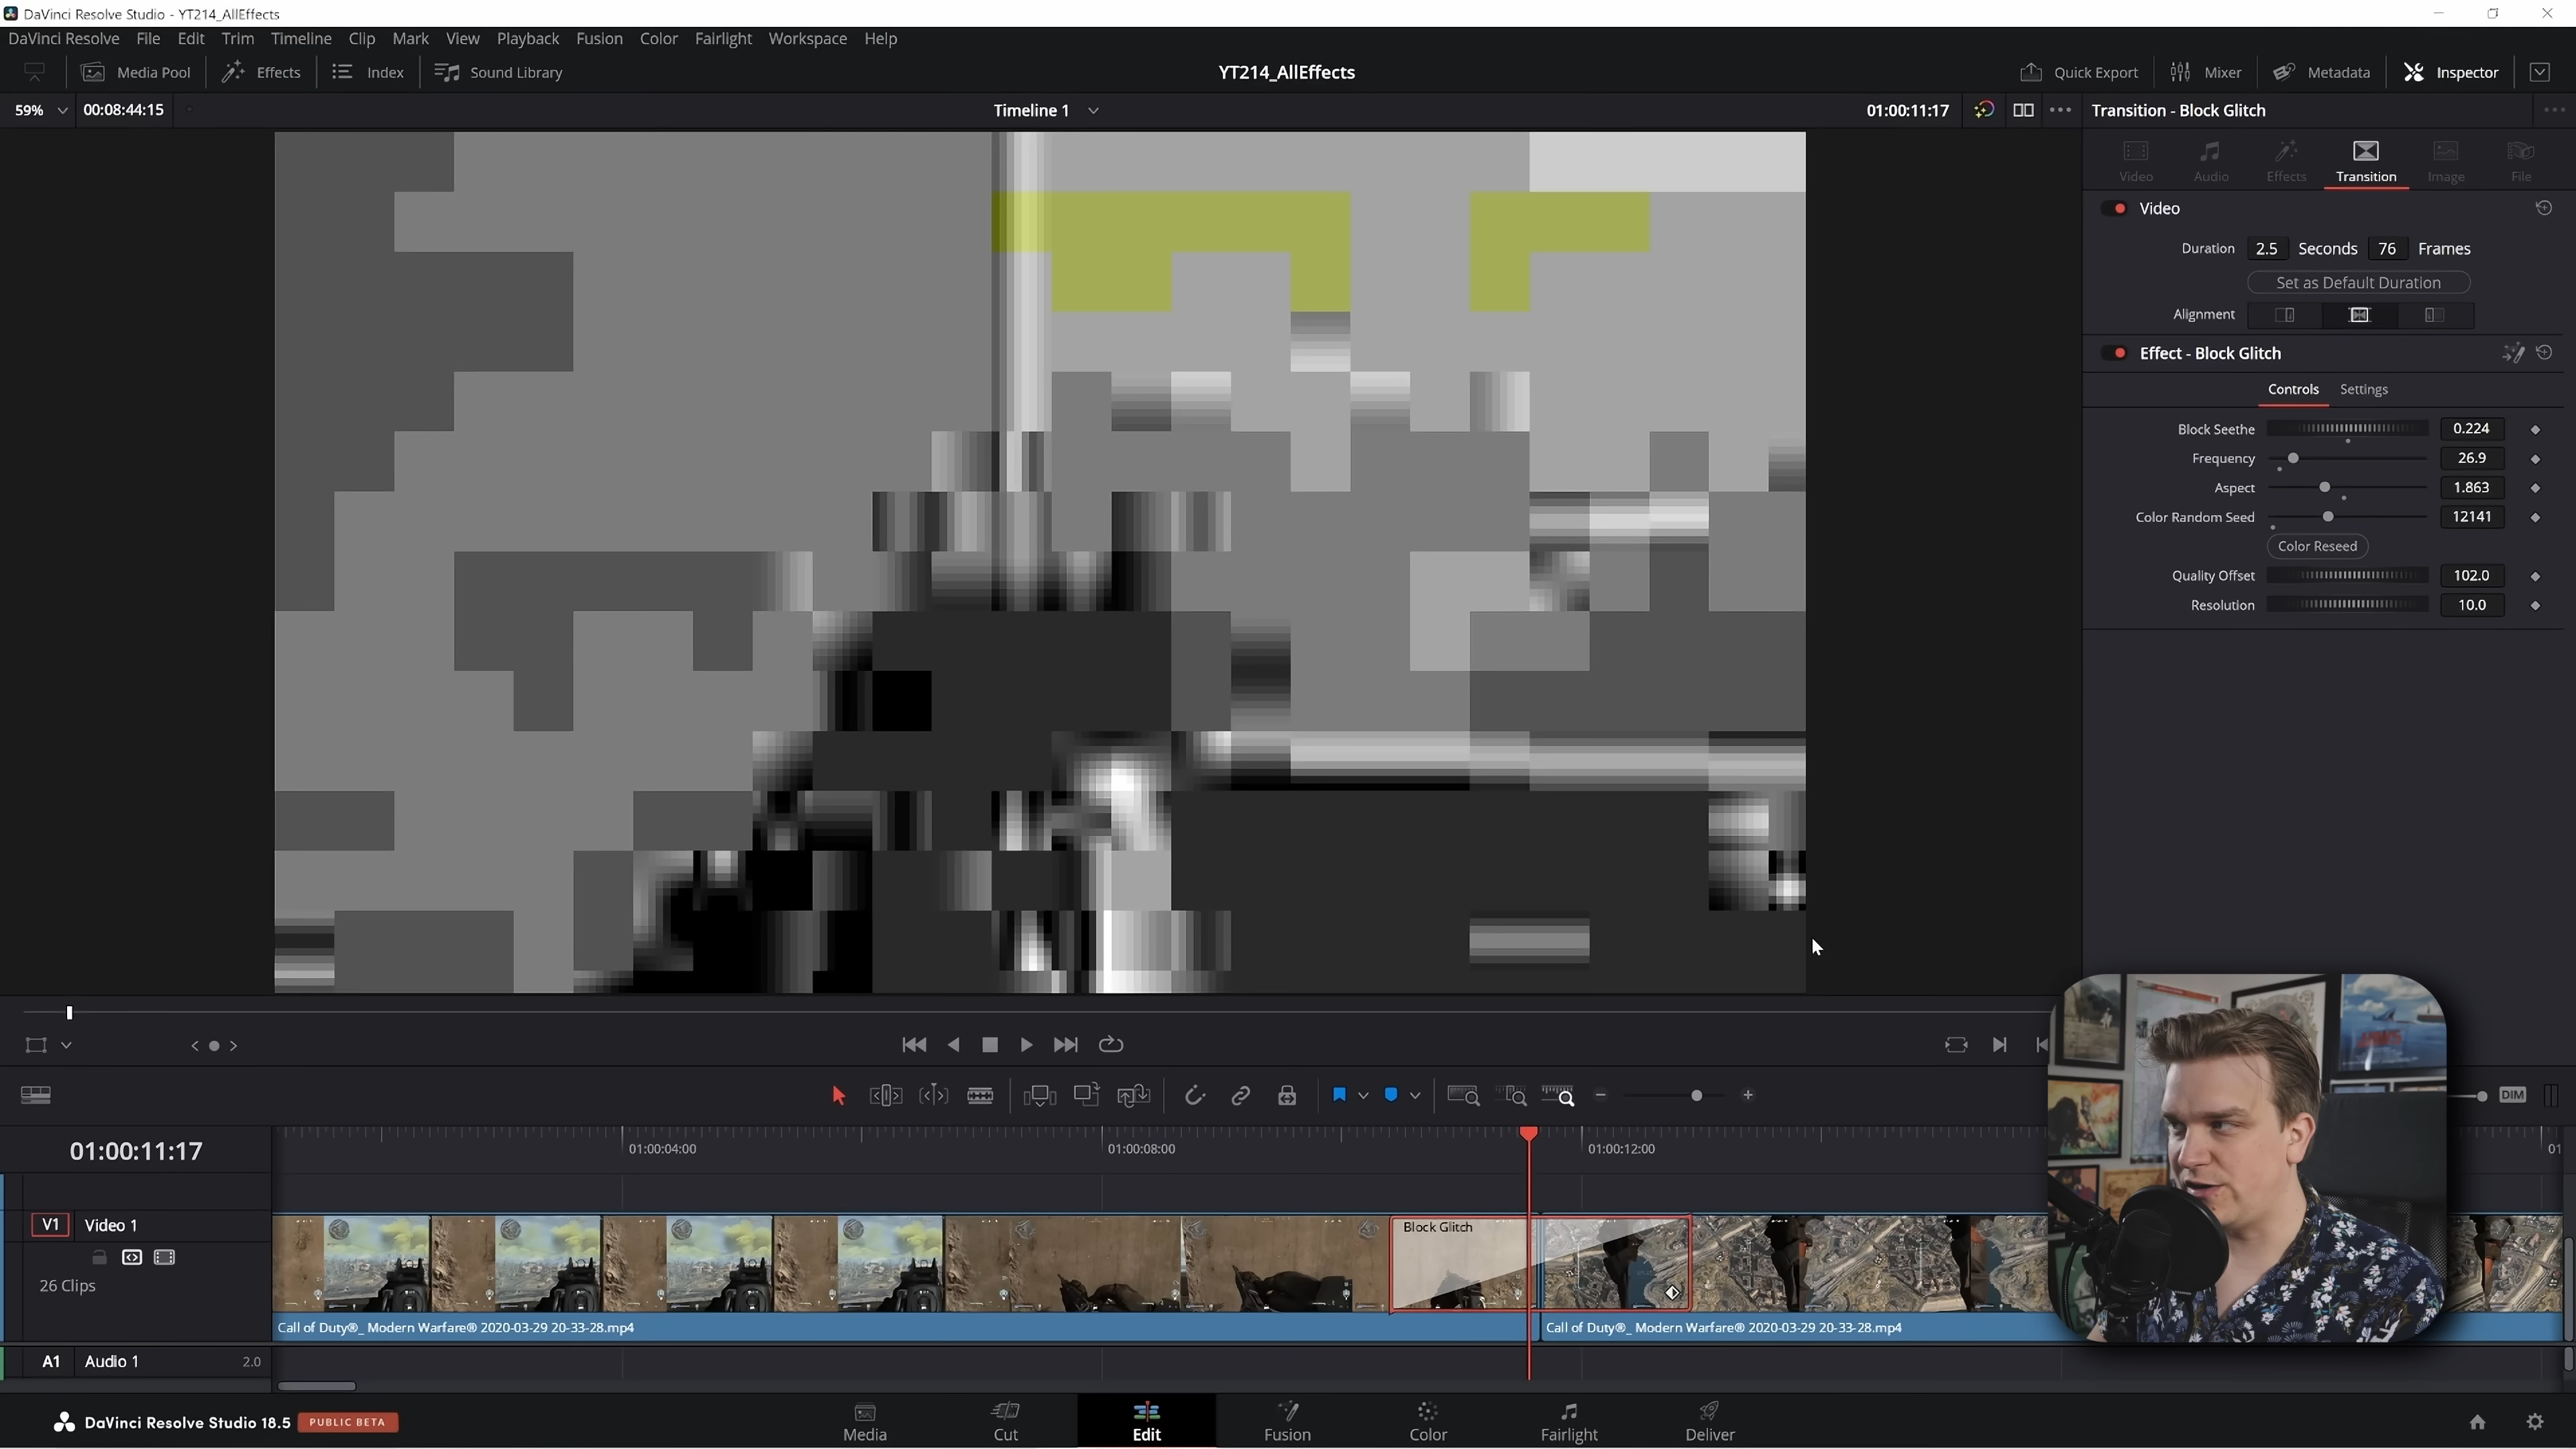 DaVinci Resolve Studio - YT214_AllEffects
DaVinci Resolve File Edit Trim Timeline Clip Mark View Playback Fusion Color Fairlight Workspace Help
Media Pool Effects Index Sound Library YT214_AllEffects Quick Export Mixer Metadata Inspector
59% 00:08:44:15 Timeline 1 01:00:11:17 Transition - Block Glitch
Video Audio Effects Transition Image File
Video
Duration 2.5 Seconds 76 Frames
Set as Default Duration
Alignment
Effect - Block Glitch
Controls Settings
Block Seethe 0.224
Frequency 26.9
Aspect 1.863
Color Random Seed 12141
Color Reseed
Quality Offset 102.0
Resolution 10.0
DIM
01:00:11:17 01:00:04:00 01:00:08:00 01:00:12:00 01
V1 Video 1 Block Glitch
26 Clips
Call of Duty®_ Modern Warfare® 2020-03-29 20-33-28.mp4 Call of Duty®_ Modern Warfare® 2020-03-29 20-33-28.mp4
A1 Audio 1 2.0
DaVinci Resolve Studio 18.5 PUBLIC BETA Media Cut Edit Fusion Color Fairlight Deliver